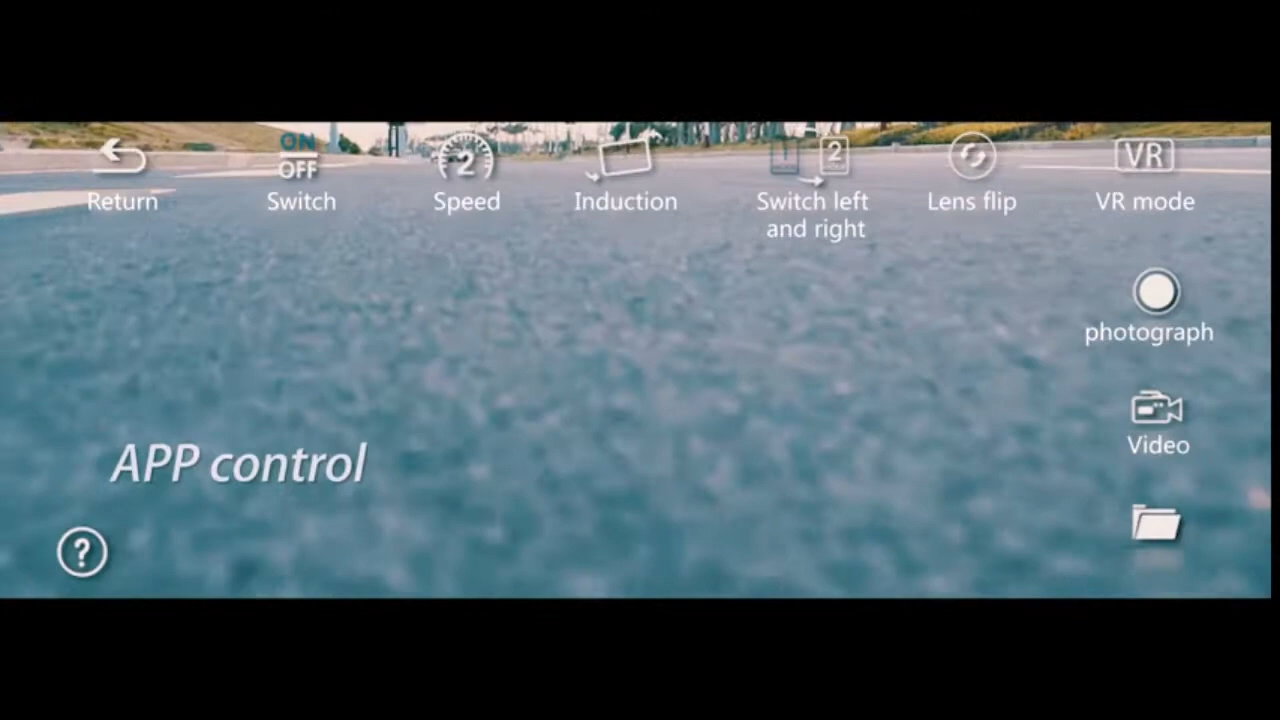 ON
OFF
2
1
2
VR
Return
Switch
Speed
Induction
Switch left
and right
Lens flip
VR mode
photograph
Video
APP control
?